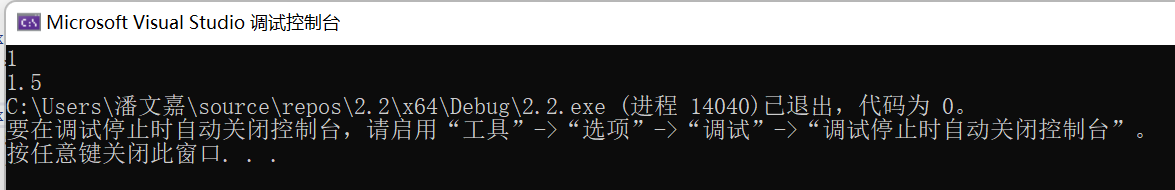 Microsoft Visual Studio 调试控制台
1
1.5
C:\Users\潘文嘉\source\repos\2.2\x64\Debug\2.2.exe (进程 14040)已退出，代码为 0。
要在调试停止时自动关闭控制台，请启用“工具”->“选项”->“调试”->“调试停止时自动关闭控制台”。
按任意键关闭此窗口. . .